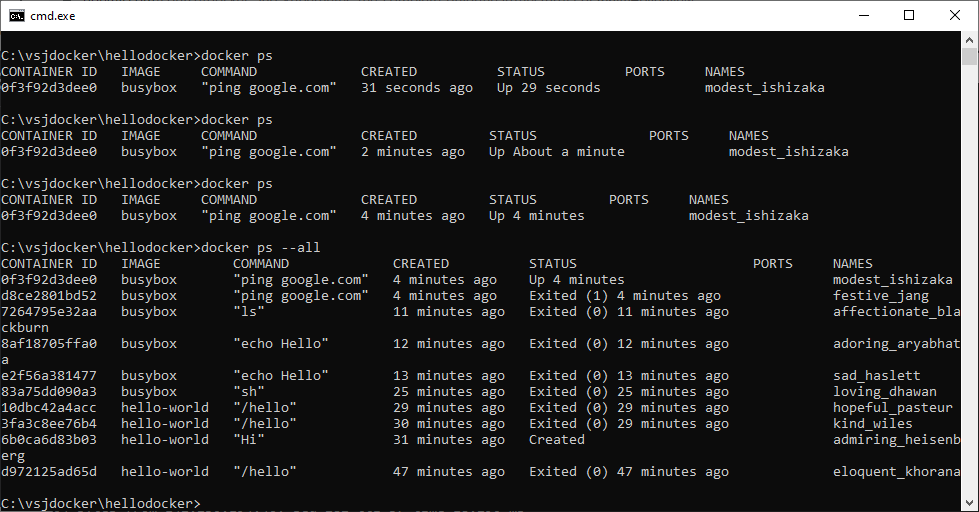 cmd.exe
C:\vsjdocker\hellodocker>docker ps
CONTAINER ID   IMAGE     COMMAND             CREATED          STATUS          PORTS     NAMES
0f3f92d3dee0   busybox   "ping google.com"   31 seconds ago   Up 29 seconds             modest_ishizaka
C:\vsjdocker\hellodocker>docker ps
CONTAINER ID   IMAGE     COMMAND             CREATED         STATUS              PORTS     NAMES
0f3f92d3dee0   busybox   "ping google.com"   2 minutes ago   Up About a minute             modest_ishizaka
C:\vsjdocker\hellodocker>docker ps
CONTAINER ID   IMAGE     COMMAND             CREATED         STATUS         PORTS     NAMES
0f3f92d3dee0   busybox   "ping google.com"   4 minutes ago   Up 4 minutes             modest_ishizaka
C:\vsjdocker\hellodocker>docker ps --all
CONTAINER ID   IMAGE         COMMAND             CREATED          STATUS                      PORTS     NAMES
0f3f92d3dee0   busybox       "ping google.com"   4 minutes ago    Up 4 minutes                          modest_ishizaka
d8ce2801bd52   busybox       "ping google.com"   4 minutes ago    Exited (1) 4 minutes ago              festive_jang
7264795e32aa   busybox       "ls"                11 minutes ago   Exited (0) 11 minutes ago             affectionate_bla
ckburn
8af18705ffa0   busybox       "echo Hello"        12 minutes ago   Exited (0) 12 minutes ago             adoring_aryabhat
a
e2f56a381477   busybox       "echo Hello"        13 minutes ago   Exited (0) 13 minutes ago             sad_haslett
83a75dd090a3   busybox       "sh"                25 minutes ago   Exited (0) 25 minutes ago             loving_dhawan
10dbc42a4acc   hello-world   "/hello"            29 minutes ago   Exited (0) 29 minutes ago             hopeful_pasteur
3fa3c8ee76b4   hello-world   "/hello"            30 minutes ago   Exited (0) 29 minutes ago             kind_wiles
6b0ca6d83b03   hello-world   "Hi"                31 minutes ago   Created                               admiring_heisenb
erg
d972125ad65d   hello-world   "/hello"            47 minutes ago   Exited (0) 47 minutes ago             eloquent_khorana
C:\vsjdocker\hellodocker>